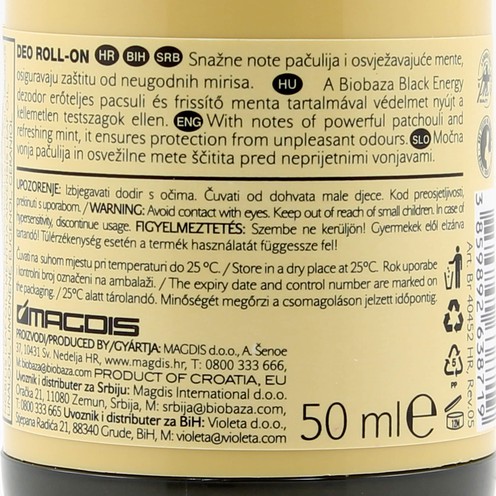 DEO ROLL-ON HR BIH SRB Snažne note pačulija i osvježavajuće mente,
osiguravaju zaštitu od neugodnih mirisa. HU A Biobaza Black Energy
dezodor erőteljes pacsuli és frissítő menta tartalmával védelmet nyújt a
kellemetlen testszagok ellen. ENG With notes of powerful patchouli and
refreshing mint, it ensures protection from unpleasant odours. SLO Močna
vonja pačulija in osvežilne mete ščitita pred neprijetnimi vonjavami.
UPOZORENJE: Izbjegavati dodir s očima. Čuvati od dohvata male djece. Kod preosjetljivosti,
prekinuti s uporabom. / WARNING: Avoid contact with eyes. Keep out of reach of small children. In case of
hypersensitivity, discontinue usage. FIGYELMEZTETÉS: Szembe ne kerüljön! Gyermekek elől elzárva
tartandó! Túlérzékenység esetén a termék használatát függessze fel!
Čuvati na suhom mjestu pri temperaturi do 25 °C. / Store in a dry place at 25°C. Rok uporabe
i kontrolni broj označeni na ambalaži. / The expiry date and control number are marked on
the packaging. / 25°C alatt tárolandó. Minőségét megőrzi a csomagoláson jelzett időpontig.
MAGDIS
PROIZVODI/PRODUCED BY/GYÁRTJA: MAGDIS d.o.o., A. Šenoe
37, 10431 Sv. Nedelja HR, www.magdis.hr, T: 0800 333 666,
M: biobaza@biobaza.com PRODUCT OF CROATIA, EU
Uvoznik i distributer za Srbiju: Magdis International d.o.o.
Oračka 21, 11080 Zemun, Srbija, M: srbija@biobaza.com,
T: 0800 333 665 Uvoznik i distributer za BiH: Violeta d.o.o.,
Stjepana Radića 21, 88340 Grude, BiH, M: violeta@violeta.com
50 ml e
5
PP
12M
Art. Br. 40452 HR, Rev. 05
3 859892 638719